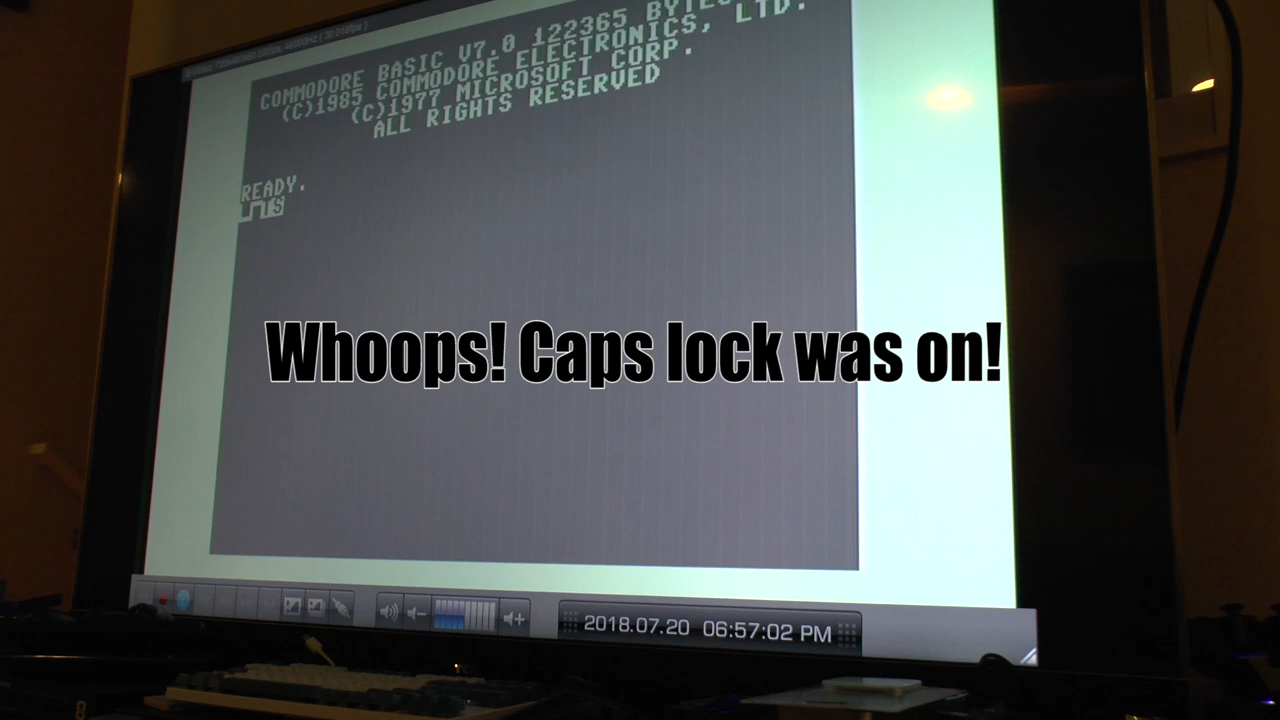 COMMODORE BASIC V7.0 122365 BYTES
(C)1985 COMMODORE ELECTRONICS, LTD.
(C)1977 MICROSOFT CORP.
ALL RIGHTS RESERVED
READY.
S
Whoops! Caps lock was on!
2018.07.20 06:57:02 PM